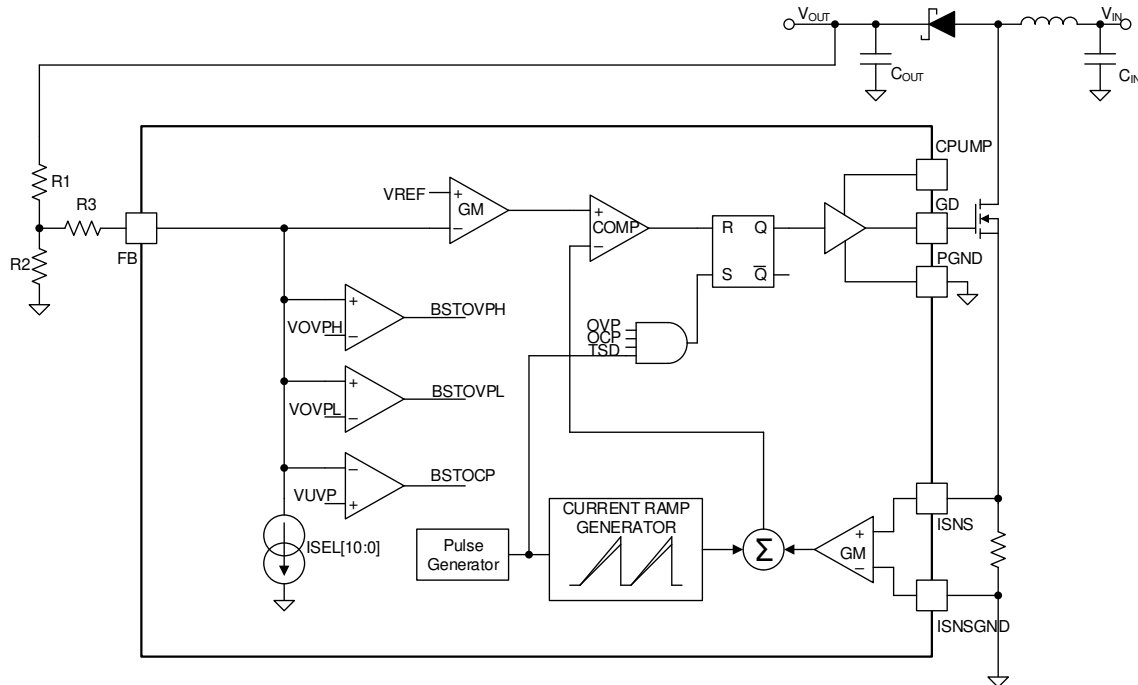 VOUT
VIN
COUT
CIN
CPUMP
R1
VREF
+
GM
−
+
COMP
−
R Q
S Q
GD
R3
FB
R2
PGND
+
BSTOVPH
VOVPH
−
OVP
OCP
TSD
+
BSTOVPL
VOVPL
−
−
BSTOCP
VUVP
+
ISEL[10:0]
Pulse
Generator
CURRENT RAMP
GENERATOR
Σ
+
GM
−
ISNS
ISNSGND